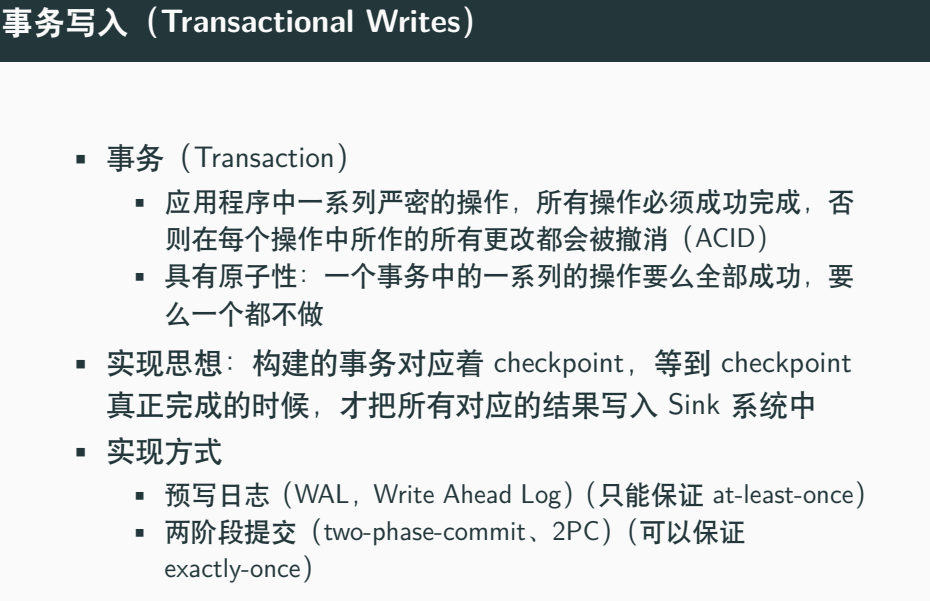 事务写入（Transactional Writes）
▪ 事务（Transaction）
▪ 应用程序中一系列严密的操作，所有操作必须成功完成，否
则在每个操作中所作的所有更改都会被撤消（ACID）
▪ 具有原子性：一个事务中的一系列的操作要么全部成功，要
么一个都不做
▪ 实现思想：构建的事务对应着 checkpoint，等到 checkpoint
真正完成的时候，才把所有对应的结果写入 Sink 系统中
▪ 实现方式
▪ 预写日志（WAL，Write Ahead Log）（只能保证 at-least-once）
▪ 两阶段提交（two-phase-commit、2PC）（可以保证
exactly-once）